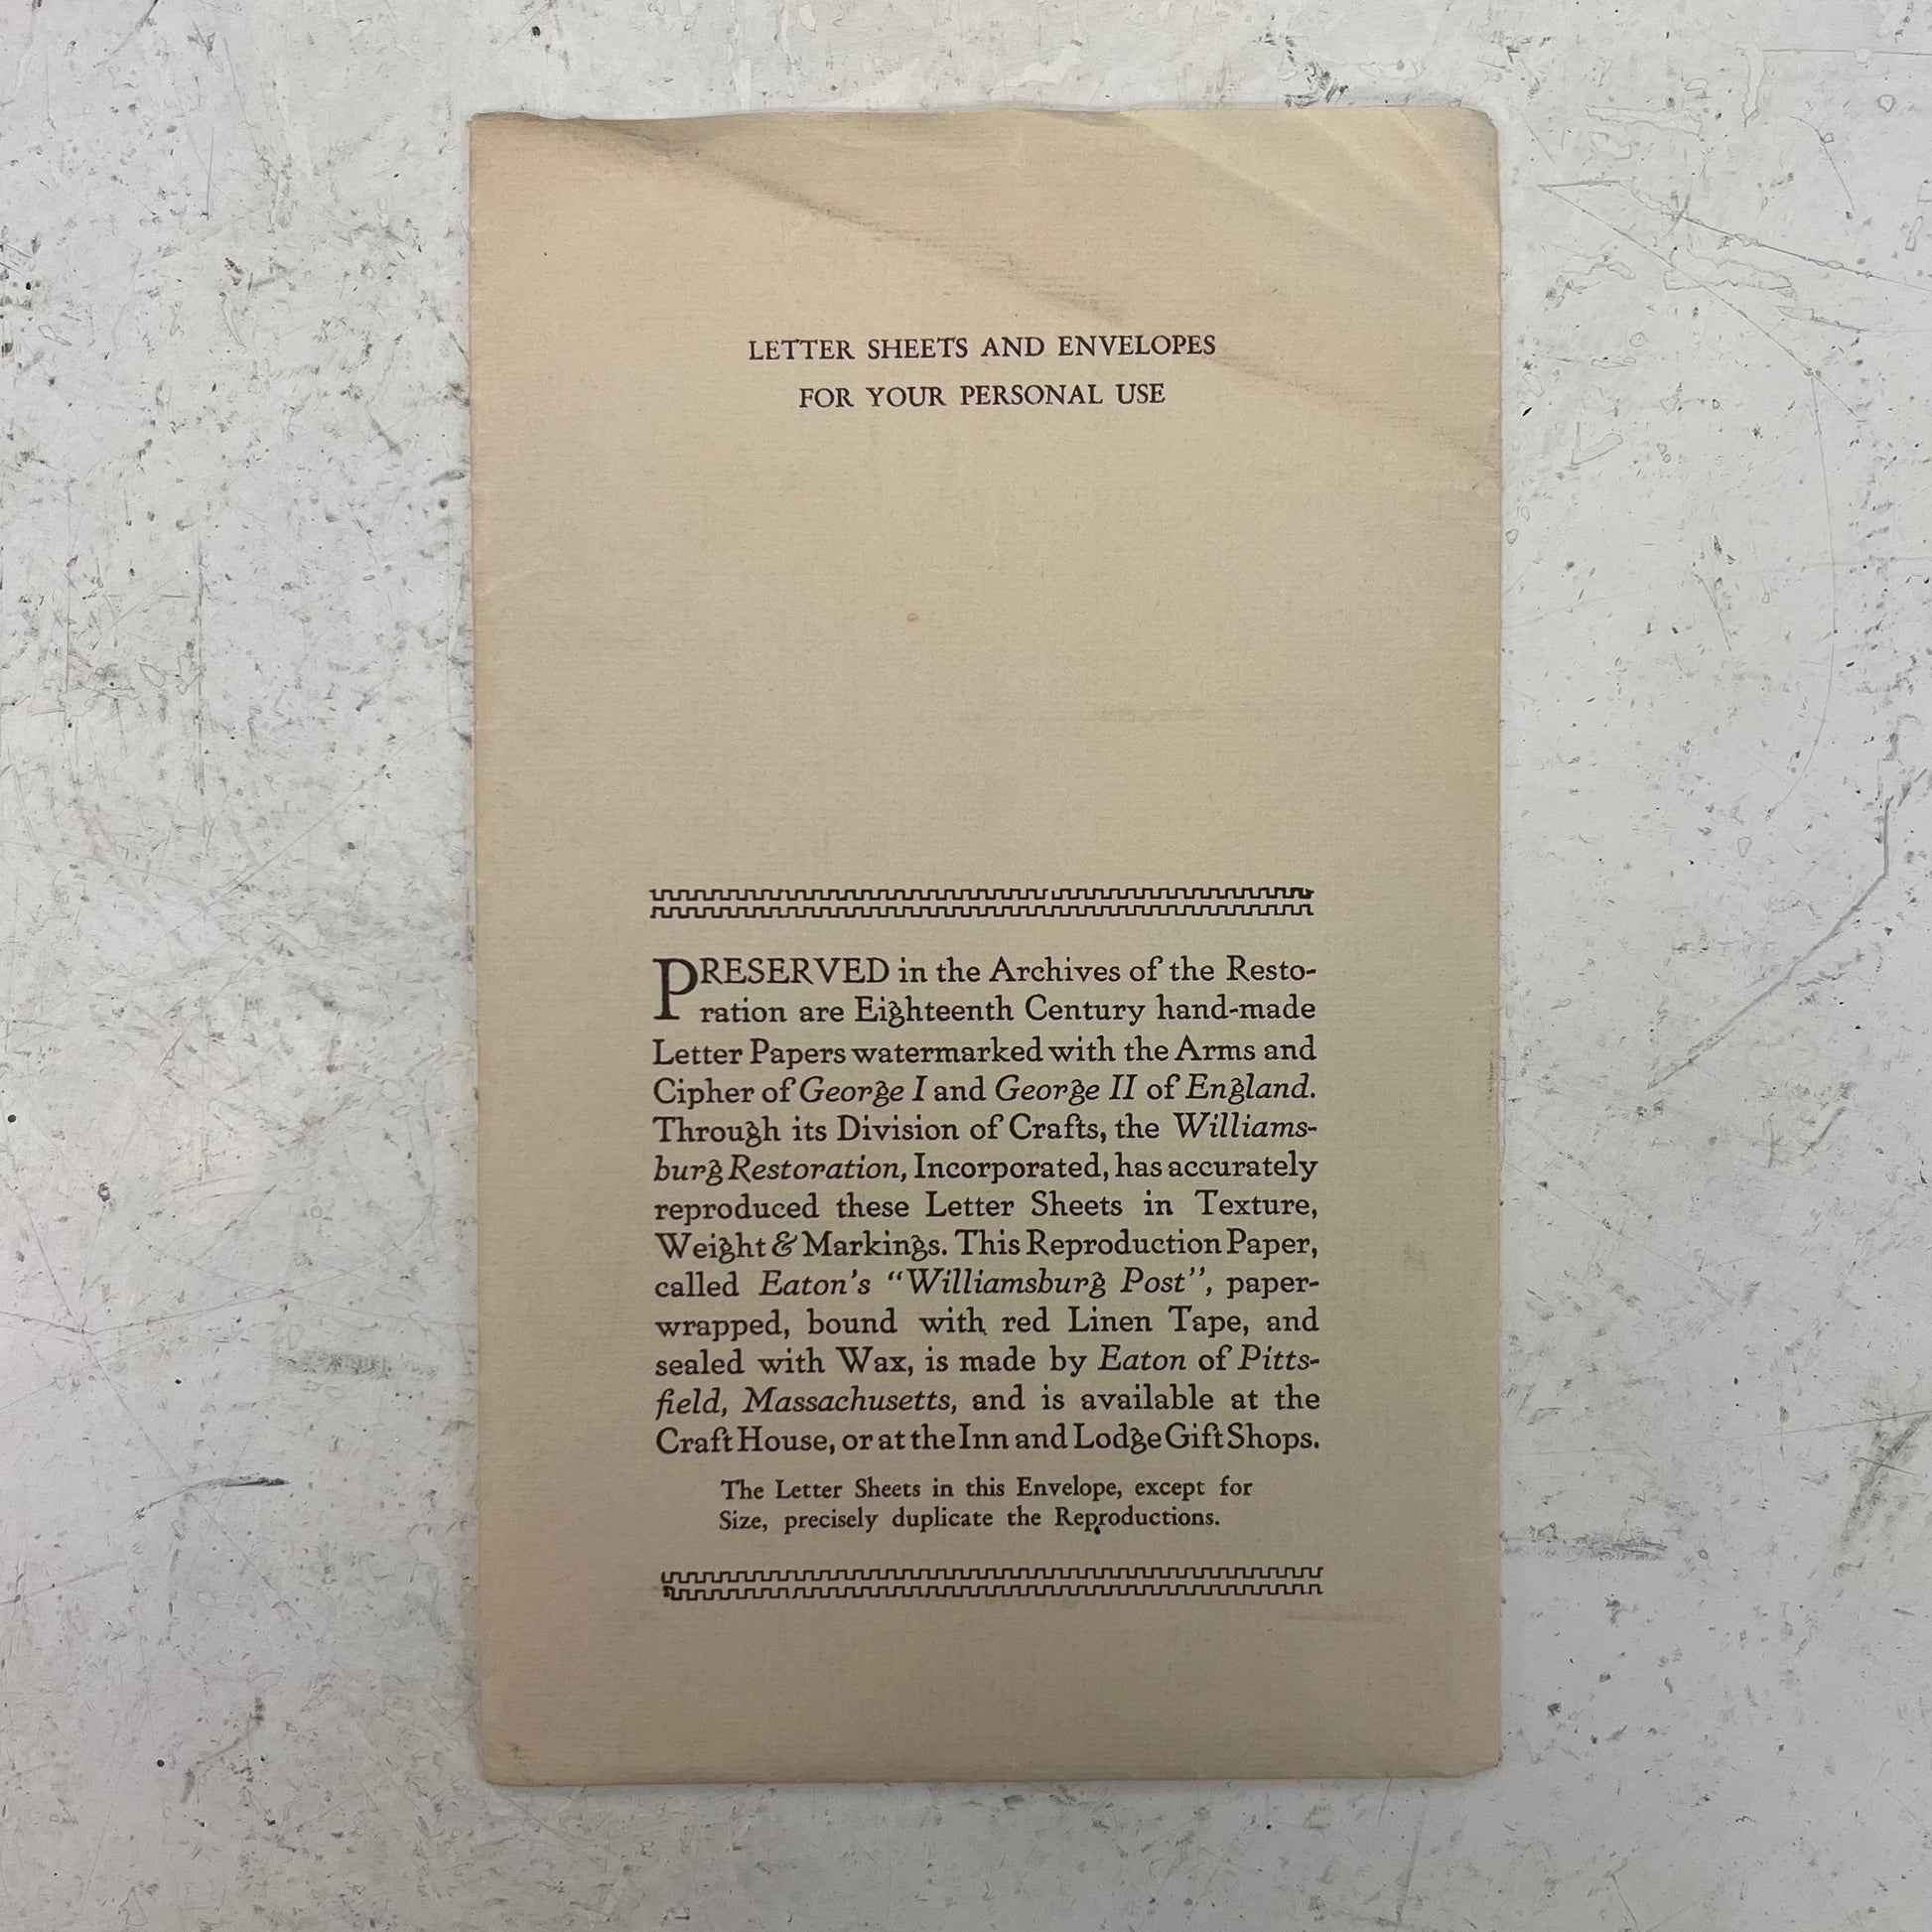 LETTER SHEETS AND ENVELOPES
FOR YOUR PERSONAL USE
PRESERVED in the Archives of the Resto-
ration are Eighteenth Century hand-made
Letter Papers watermarked with the Arms and
Cipher of George I and George II of England.
Through its Division of Crafts, the Williams-
burg Restoration, Incorporated, has accurately
reproduced these Letter Sheets in Texture,
Weight & Markings. This Reproduction Paper,
called Eaton's “Williamsburg Post”, paper-
wrapped, bound with red Linen Tape, and
sealed with Wax, is made by Eaton of Pitts-
field, Massachusetts, and is available at the
Craft House, or at the Inn and Lodge Gift Shops.
The Letter Sheets in this Envelope, except for
Size, precisely duplicate the Reproductions.